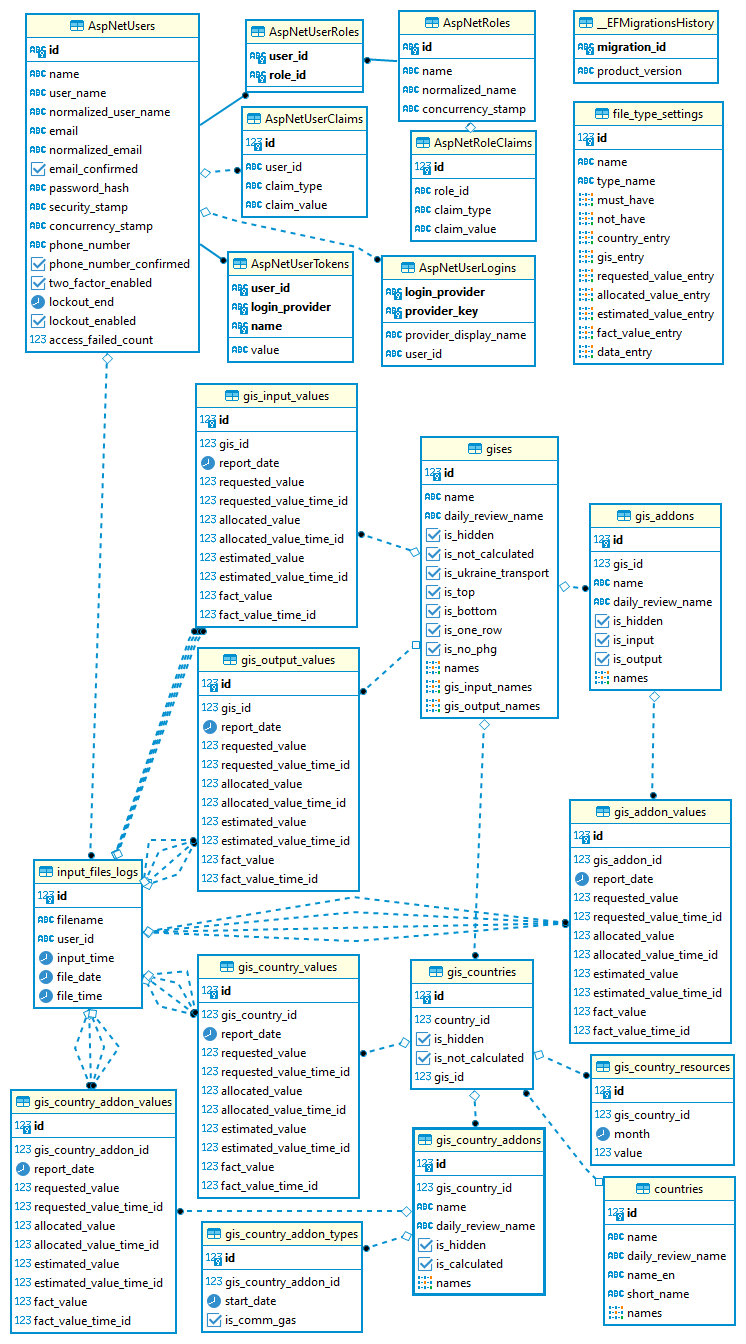 AspNetUsers
id
name
user_name
normalized_user_name
email
normalized_email
email_confirmed
password_hash
security_stamp
concurrency_stamp
phone_number
phone_number_confirmed
two_factor_enabled
lockout_end
lockout_enabled
access_failed_count
AspNetUserRoles
user_id
role_id
AspNetRoles
id
name
normalized_name
concurrency_stamp
__EFMigrationsHistory
migration_id
product_version
AspNetUserClaims
id
user_id
claim_type
claim_value
AspNetRoleClaims
id
role_id
claim_type
claim_value
file_type_settings
id
name
type_name
must_have
not_have
country_entry
gis_entry
requested_value_entry
allocated_value_entry
estimated_value_entry
fact_value_entry
data_entry
AspNetUserTokens
user_id
login_provider
name
value
AspNetUserLogins
login_provider
provider_key
provider_display_name
user_id
gis_input_values
id
gis_id
report_date
requested_value
requested_value_time_id
allocated_value
allocated_value_time_id
estimated_value
estimated_value_time_id
fact_value
fact_value_time_id
gises
id
name
daily_review_name
is_hidden
is_not_calculated
is_ukraine_transport
is_top
is_bottom
is_one_row
is_no_phg
names
gis_input_names
gis_output_names
gis_addons
id
gis_id
name
daily_review_name
is_hidden
is_input
is_output
names
gis_output_values
id
gis_id
report_date
requested_value
requested_value_time_id
allocated_value
allocated_value_time_id
estimated_value
estimated_value_time_id
fact_value
fact_value_time_id
gis_addon_values
id
gis_addon_id
report_date
requested_value
requested_value_time_id
allocated_value
allocated_value_time_id
estimated_value
estimated_value_time_id
fact_value
fact_value_time_id
input_files_logs
id
filename
user_id
input_time
file_date
file_time
gis_country_values
id
gis_country_id
report_date
requested_value
requested_value_time_id
allocated_value
allocated_value_time_id
estimated_value
estimated_value_time_id
fact_value
fact_value_time_id
gis_countries
id
country_id
is_hidden
is_not_calculated
gis_id
gis_country_resources
id
gis_country_id
month
value
gis_country_addon_values
id
gis_country_addon_id
report_date
requested_value
requested_value_time_id
allocated_value
allocated_value_time_id
estimated_value
estimated_value_time_id
fact_value
fact_value_time_id
gis_country_addons
id
gis_country_id
name
daily_review_name
is_hidden
is_calculated
names
countries
id
name
daily_review_name
name_en
short_name
names
gis_country_addon_types
id
gis_country_addon_id
start_date
is_comm_gas